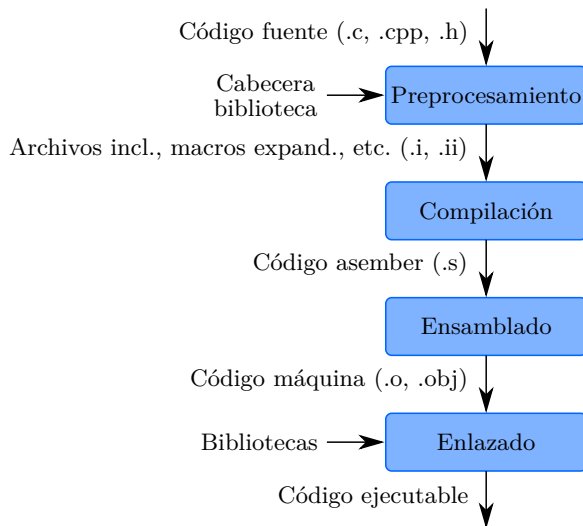 Código fuente (.c, .cpp, .h)
Cabecera
biblioteca
Preprocesamiento
Archivos incl., macros expand., etc. (.i, .ii)
Compilación
Código asember (.s)
Ensamblado
Código máquina (.o, .obj)
Bibliotecas
Enlazado
Código ejecutable